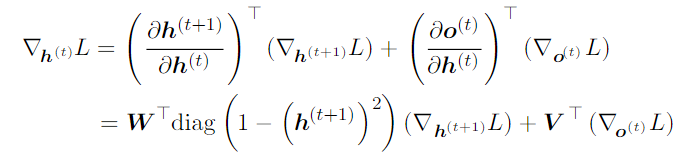 ∇_{𝒉^{(t)}} L = (∂𝒉^{(t+1)} / ∂𝒉^{(t)})^⊤ (∇_{𝒉^{(t+1)}} L) + (∂𝒐^{(t)} / ∂𝒉^{(t)})^⊤ (∇_{𝒐^{(t)}} L)
= 𝑾^⊤ diag (1 − (𝒉^{(t+1)})^2) (∇_{𝒉^{(t+1)}} L) + 𝑽^⊤ (∇_{𝒐^{(t)}} L)